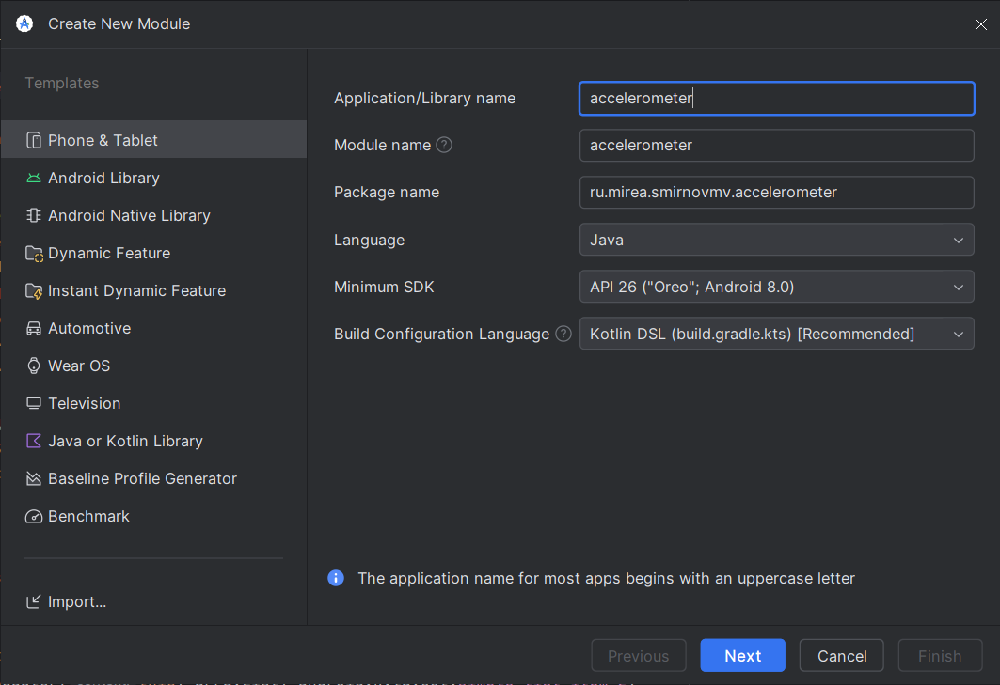 Create New Module
Templates
Phone & Tablet
Android Library
Android Native Library
Dynamic Feature
Instant Dynamic Feature
Automotive
Wear OS
Television
Java or Kotlin Library
Baseline Profile Generator
Benchmark
Import...
Application/Library name accelerometer
Module name ? accelerometer
Package name ru.mirea.smirnovmv.accelerometer
Language Java
Minimum SDK API 26 ("Oreo"; Android 8.0)
Build Configuration Language ? Kotlin DSL (build.gradle.kts) [Recommended]
The application name for most apps begins with an uppercase letter
Previous Next Cancel Finish